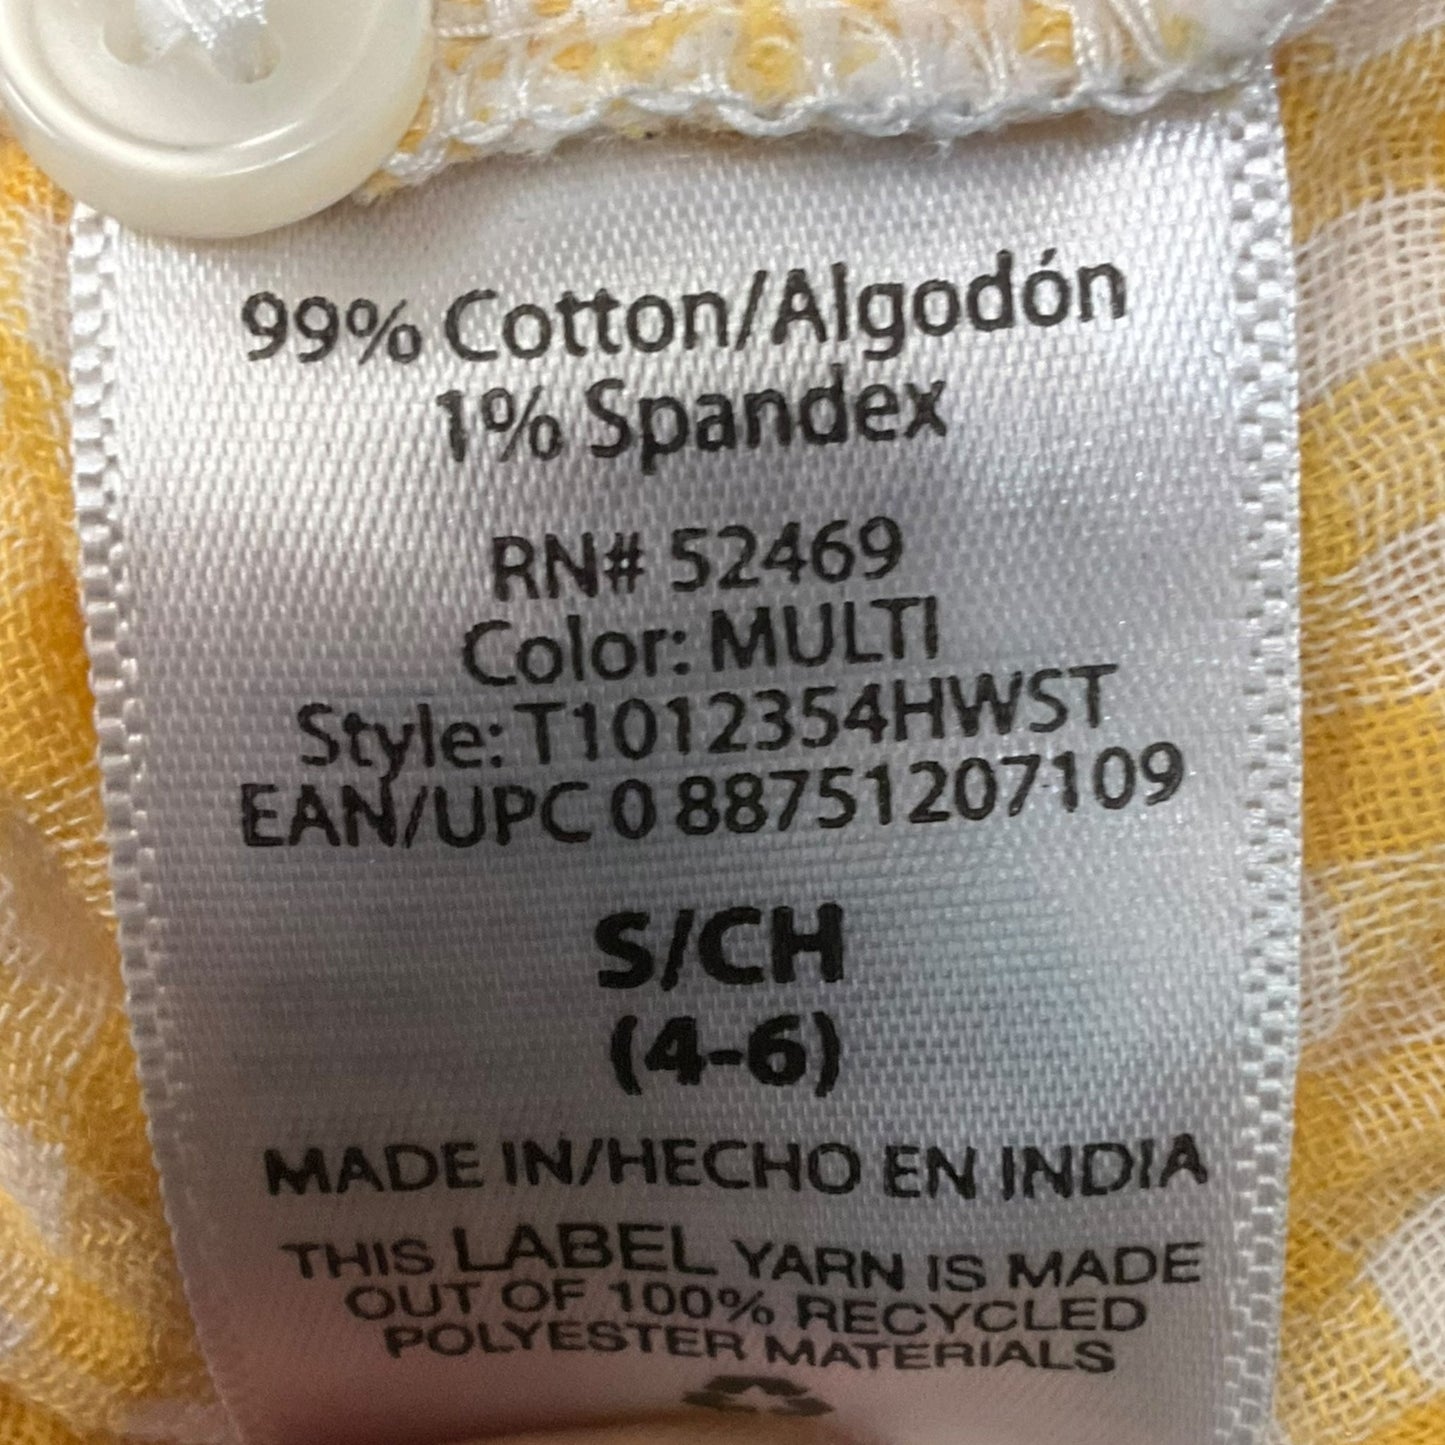 99% Cotton/Algodón
1% Spandex
RN# 52469
Color: MULTI
Style: T1012354HWST
EAN/UPC 0 88751207109
S/CH
(4-6)
MADE IN/HECHO EN INDIA
THIS LABEL YARN IS MADE
OUT OF 100% RECYCLED
POLYESTER MATERIALS